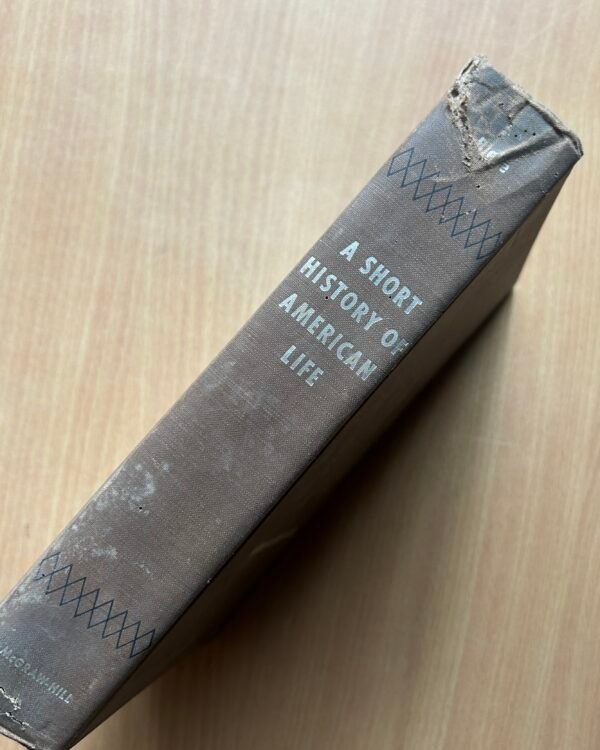 A SHORT
HISTORY OF
AMERICAN
LIFE
McGRAW-HILL